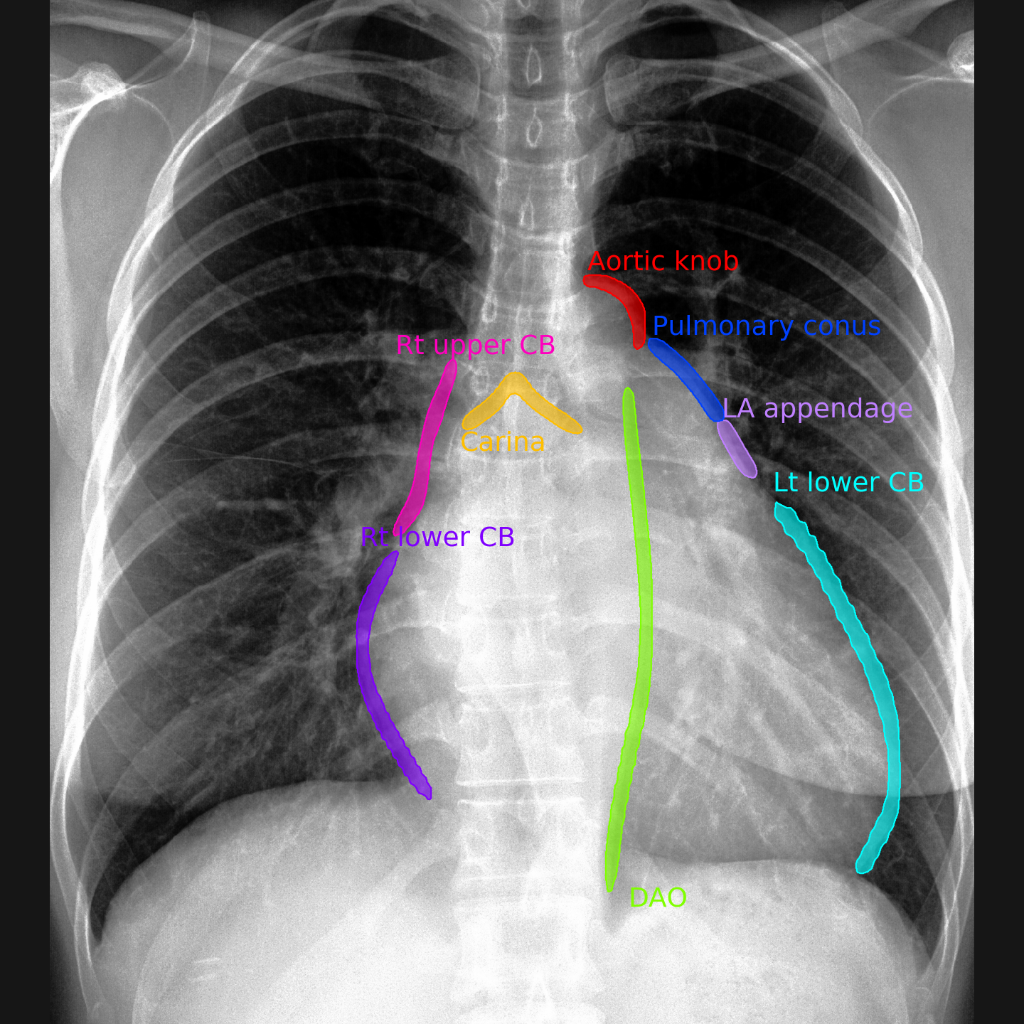 Aortic knob
Pulmonary conus
Rt upper CB
LA appendage
Carina
Lt lower CB
Rt lower CB
DAO